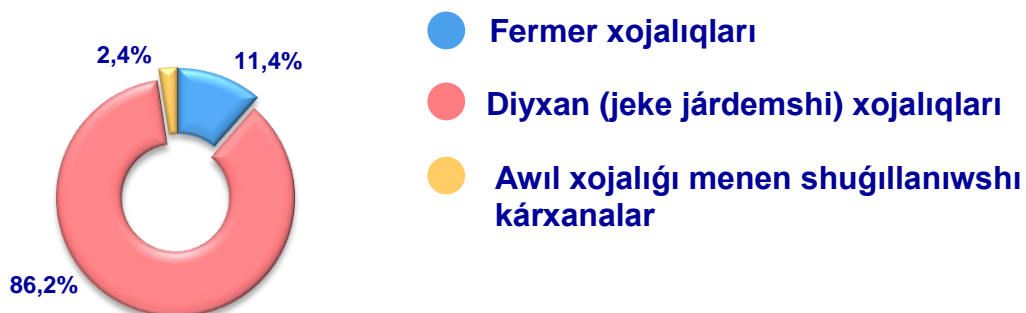 Fermer xojalıqları
2,4%
11,4%
Diyxan (jeke járdemshi) xojalıqları
Awıl xojalıǵı menen shuǵıllanıwshı
kárxanalar
86,2%